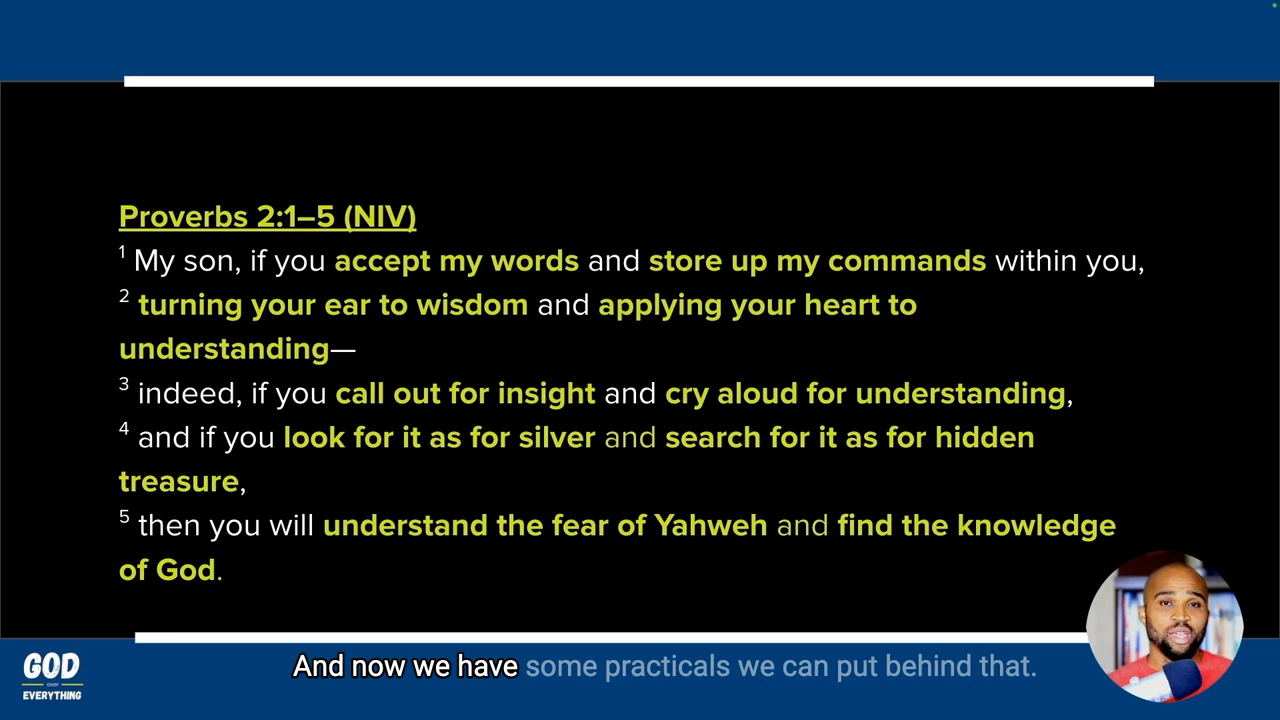 Proverbs 2:1–5 (NIV)
1 My son, if you accept my words and store up my commands within you,
2 turning your ear to wisdom and applying your heart to
understanding—
3 indeed, if you call out for insight and cry aloud for understanding,
4 and if you look for it as for silver and search for it as for hidden
treasure,
5 then you will understand the fear of Yahweh and find the knowledge
of God.
And now we have some practicals we can put behind that.
GOD
over
EVERYTHING